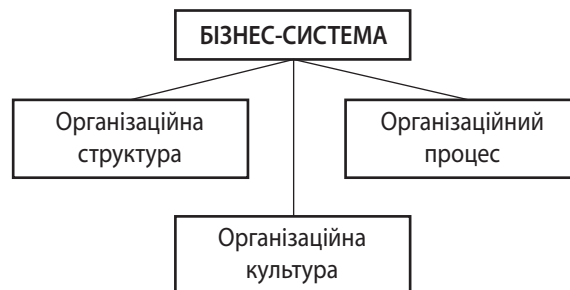 БІЗНЕС-СИСТЕМА
Організаційна
структура
Організаційний
процес
Організаційна
культура